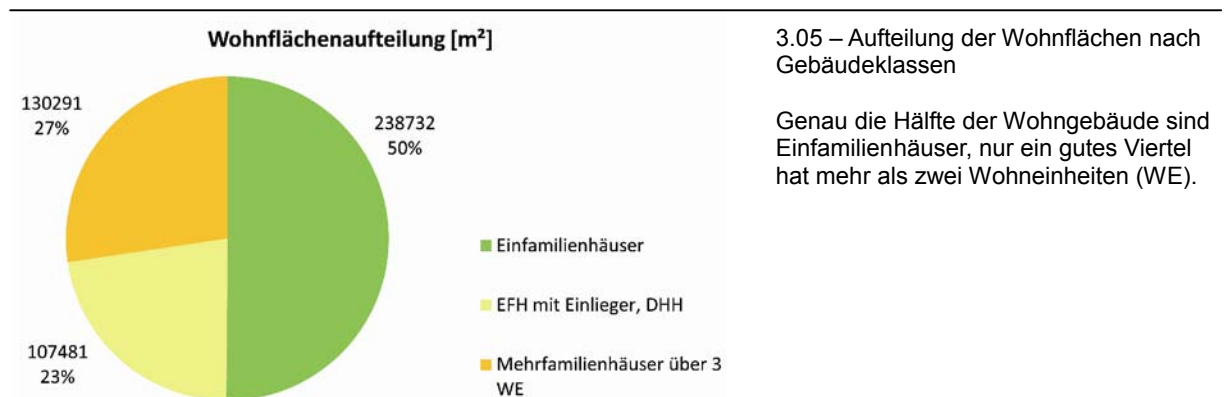 Wohnflächenaufteilung [m²]
130291
27%
238732
50%
107481
23%
Einfamilienhäuser
EFH mit Einlieger, DHH
Mehrfamilienhäuser über 3
WE
3.05 – Aufteilung der Wohnflächen nach
Gebäudeklassen
Genau die Hälfte der Wohngebäude sind
Einfamilienhäuser, nur ein gutes Viertel
hat mehr als zwei Wohneinheiten (WE).